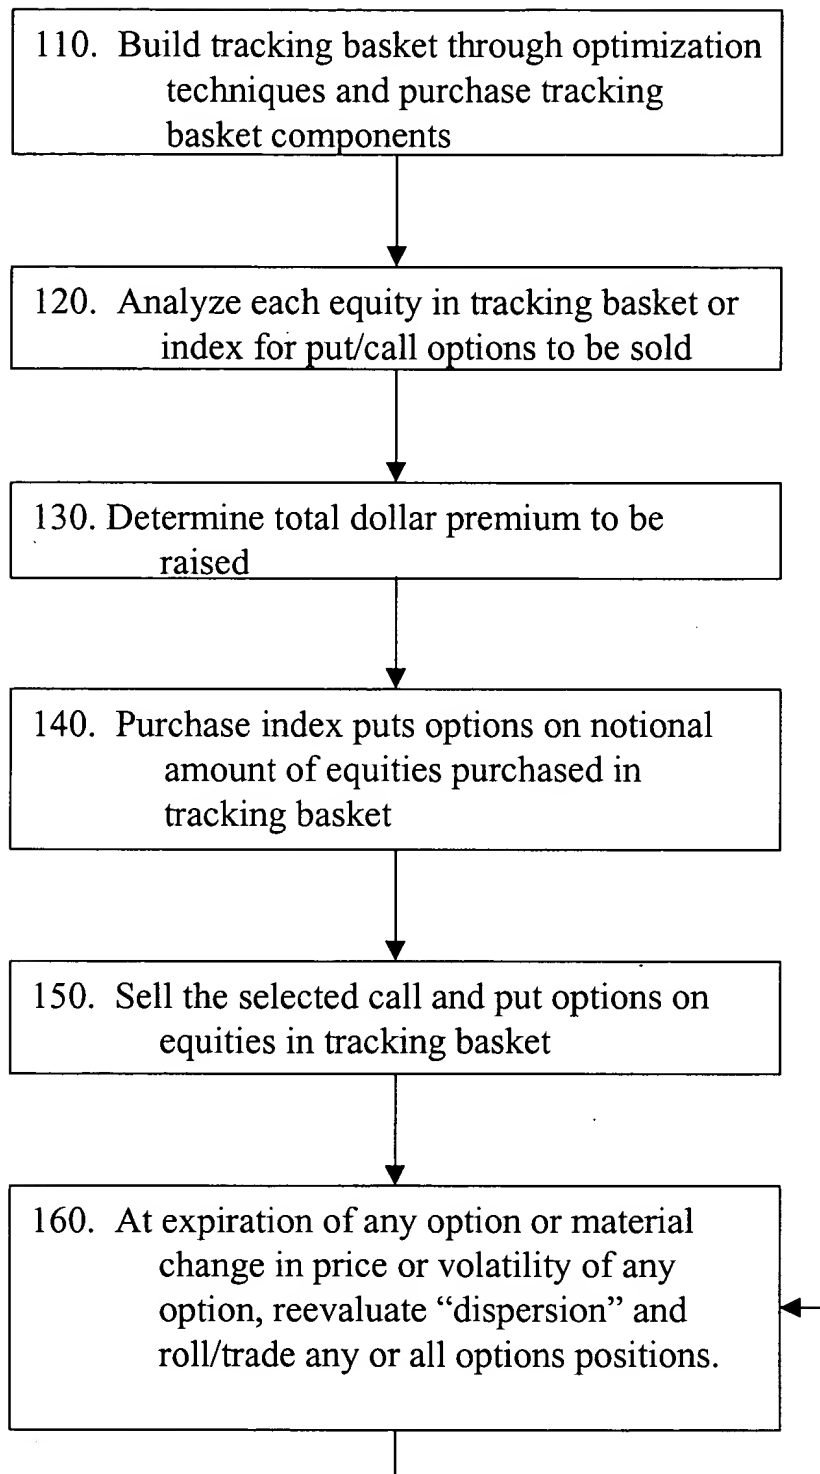 110. Build tracking basket through optimization
techniques and purchase tracking
basket components
120. Analyze each equity in tracking basket or
index for put/call options to be sold
130. Determine total dollar premium to be
raised
140. Purchase index puts options on notional
amount of equities purchased in
tracking basket
150. Sell the selected call and put options on
equities in tracking basket
160. At expiration of any option or material
change in price or volatility of any
option, reevaluate “dispersion” and
roll/trade any or all options positions.